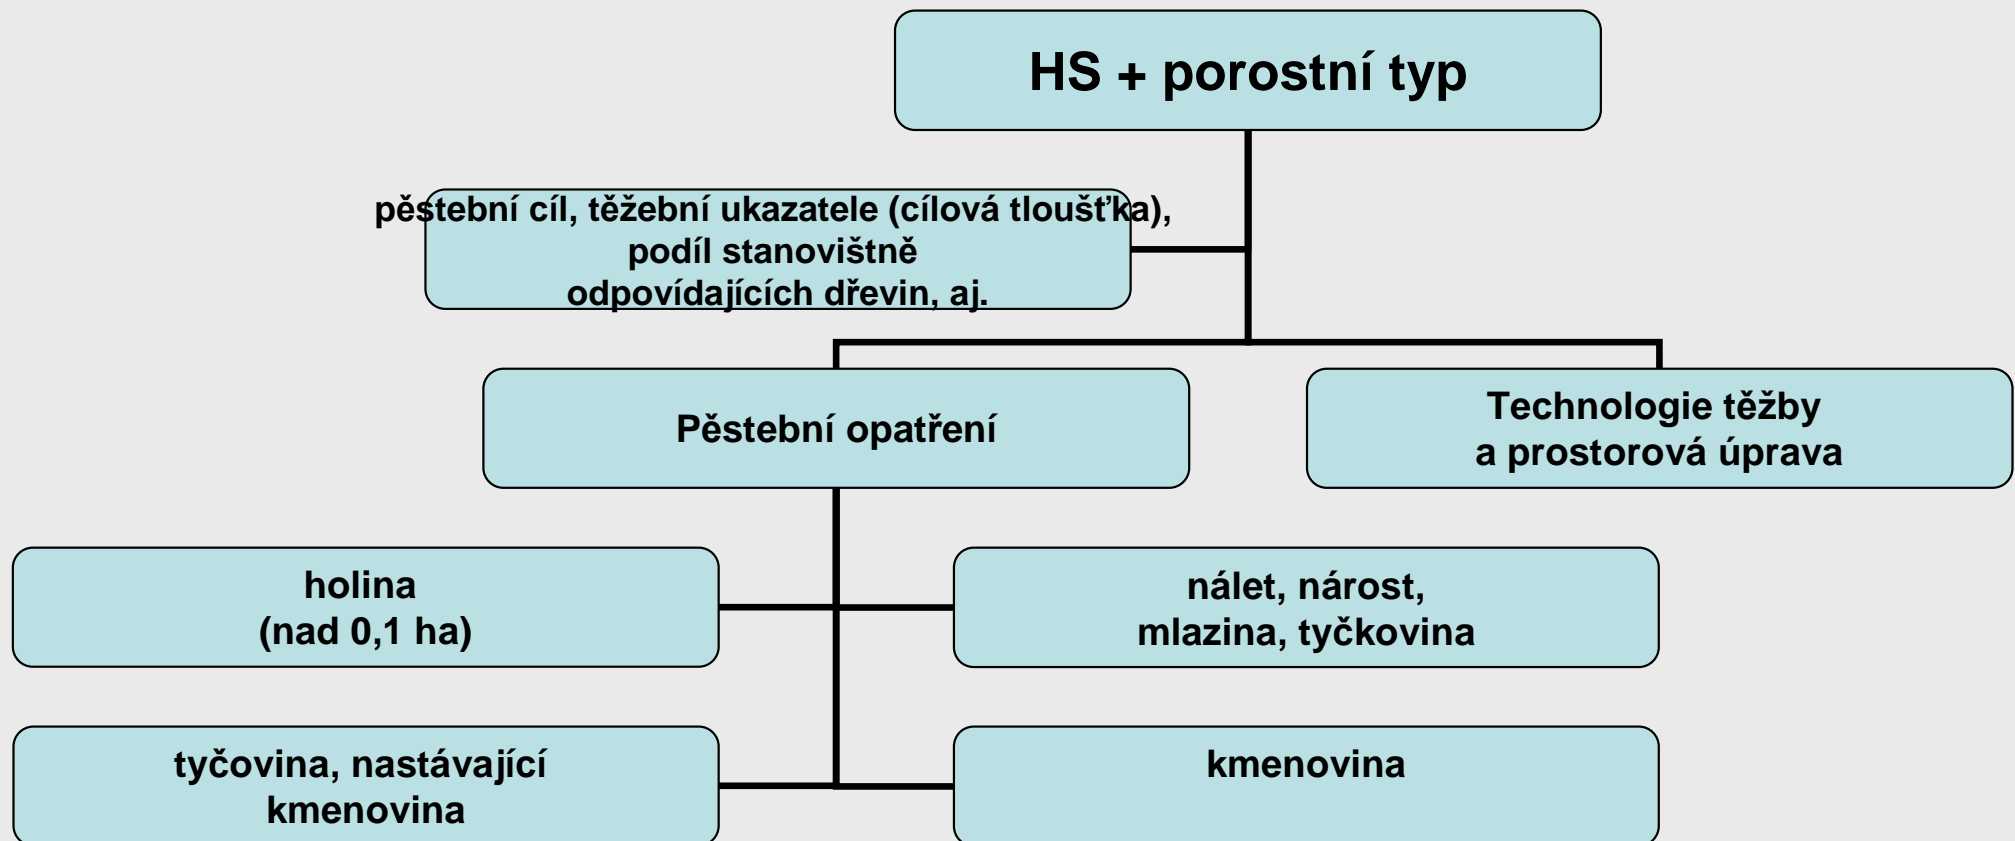 HS + porostní typ
pěstební cíl, těžební ukazatele (cílová tloušťka),
podíl stanovištně
odpovídajících dřevin, aj.
Pěstební opatření
Technologie těžby
a prostorová úprava
holina
(nad 0,1 ha)
nálet, nárost,
mlazina, tyčkovina
tyčovina, nastávající
kmenovina
kmenovina